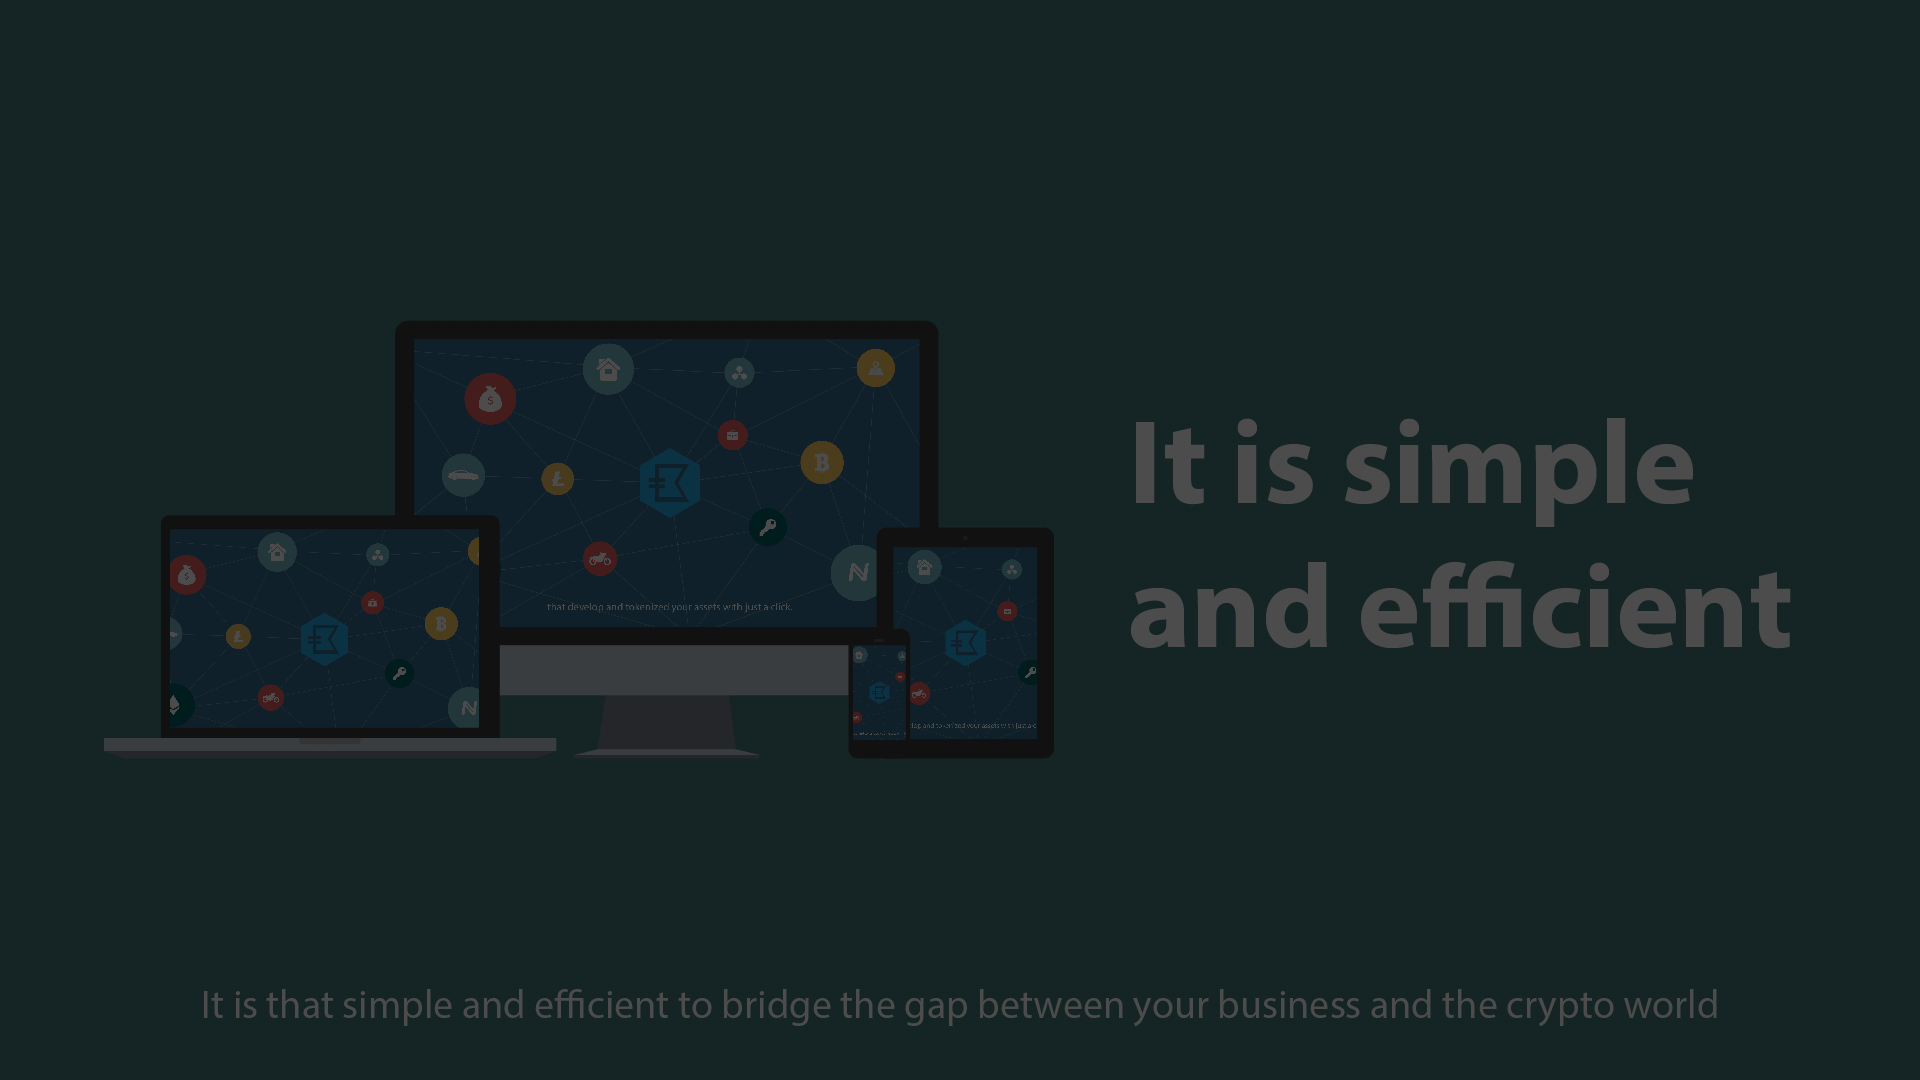 It is simple
and efficient
that develop and tokenized your assets with just a click.
It is that simple and efficient to bridge the gap between your business and the crypto world